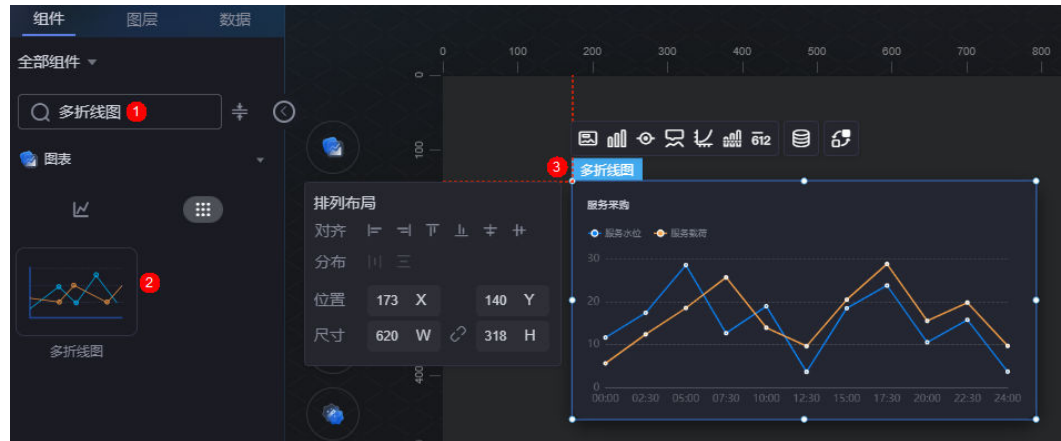 组件 图层 数据
全部组件
多折线图 1
图表
2
多折线图
0 100 200 300 400 500 600 700 800
0
100
400
612
3 多折线图
排列布局
对齐
分布
位置 173 X 140 Y
尺寸 620 W 318 H
服务采购
服务水位 服务载荷
30
20
10
0
00:00 02:30 05:00 07:30 10:00 12:30 15:00 17:30 20:00 22:30 24:00